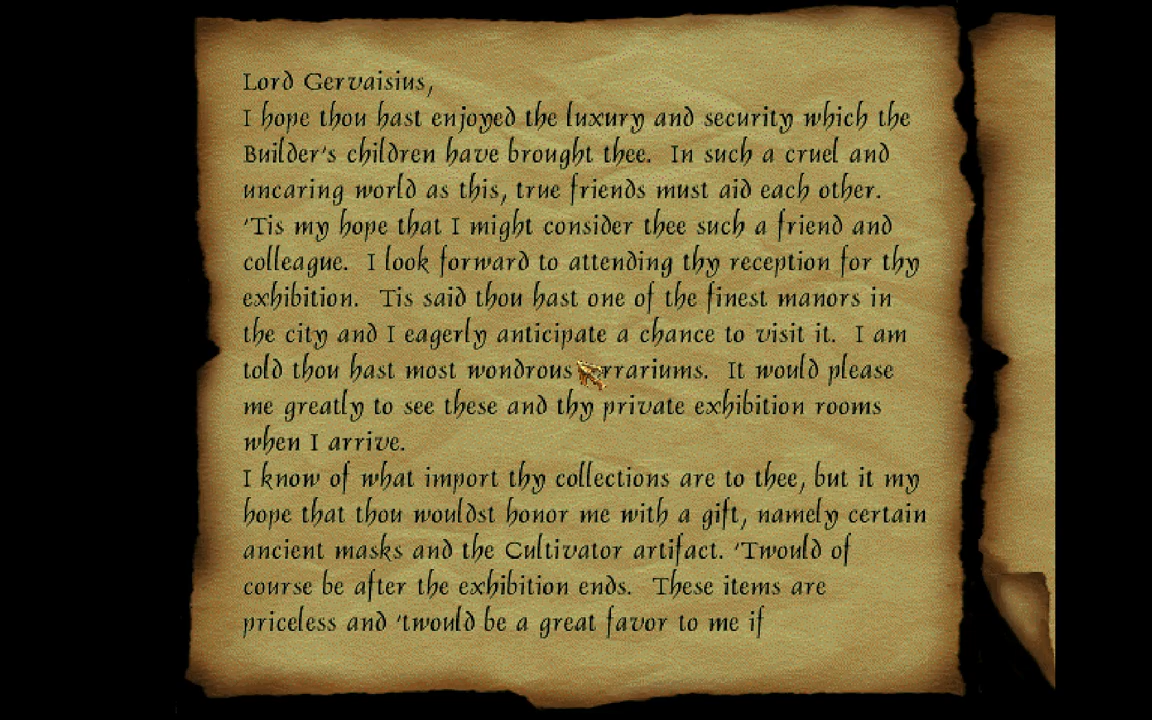 Lord Gervaisius,
I hope thou hast enjoyed the luxury and security which the
Builder's children have brought thee. In such a cruel and
uncaring world as this, true friends must aid each other.
'Tis my hope that I might consider thee such a friend and
colleague. I look forward to attending thy reception for thy
exhibition. Tis said thou hast one of the finest manors in
the city and I eagerly anticipate a chance to visit it. I am
told thou hast most wondrous rrariums. It would please
me greatly to see these and thy private exhibition rooms
when I arrive.
I know of what import thy collections are to thee, but it my
hope that thou wouldst honor me with a gift, namely certain
ancient masks and the Cultivator artifact. 'Twould of
course be after the exhibition ends. These items are
priceless and 'twould be a great favor to me if